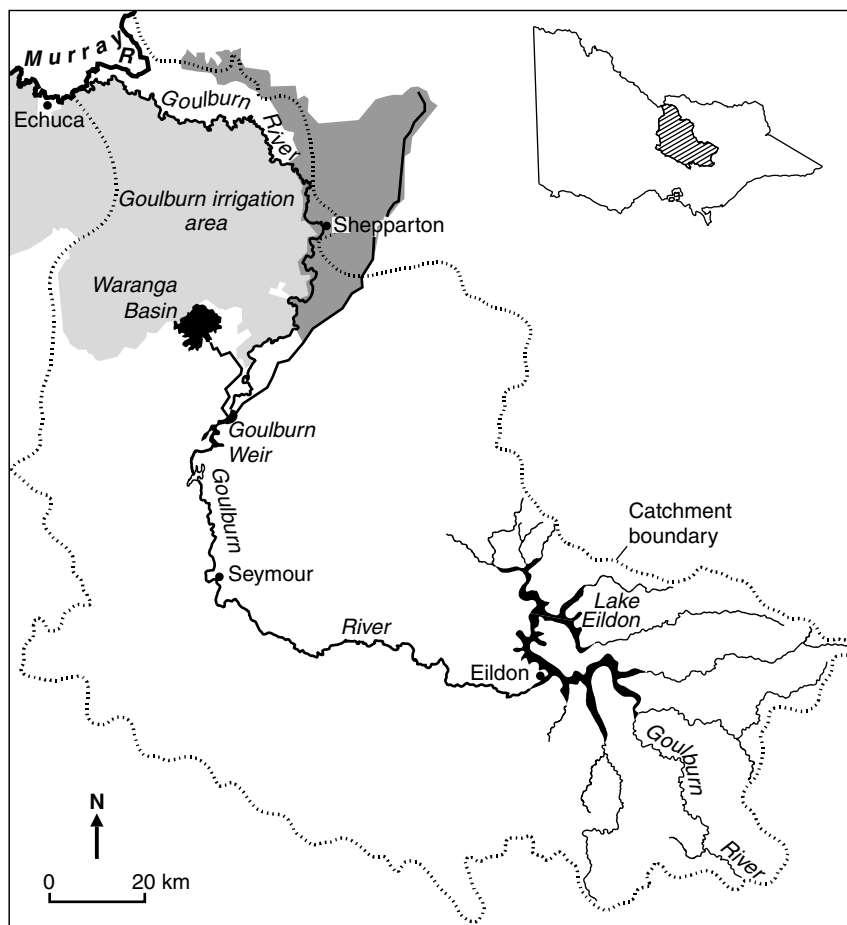 Murray
R
Echuca
Goulburn
River
Goulburn irrigation
area
Shepparton
Waranga
Basin
Goulburn
Weir
Goulburn
Seymour
River
Catchment
boundary
Lake
Eildon
Eildon
Goulburn
River
N
0 20 km